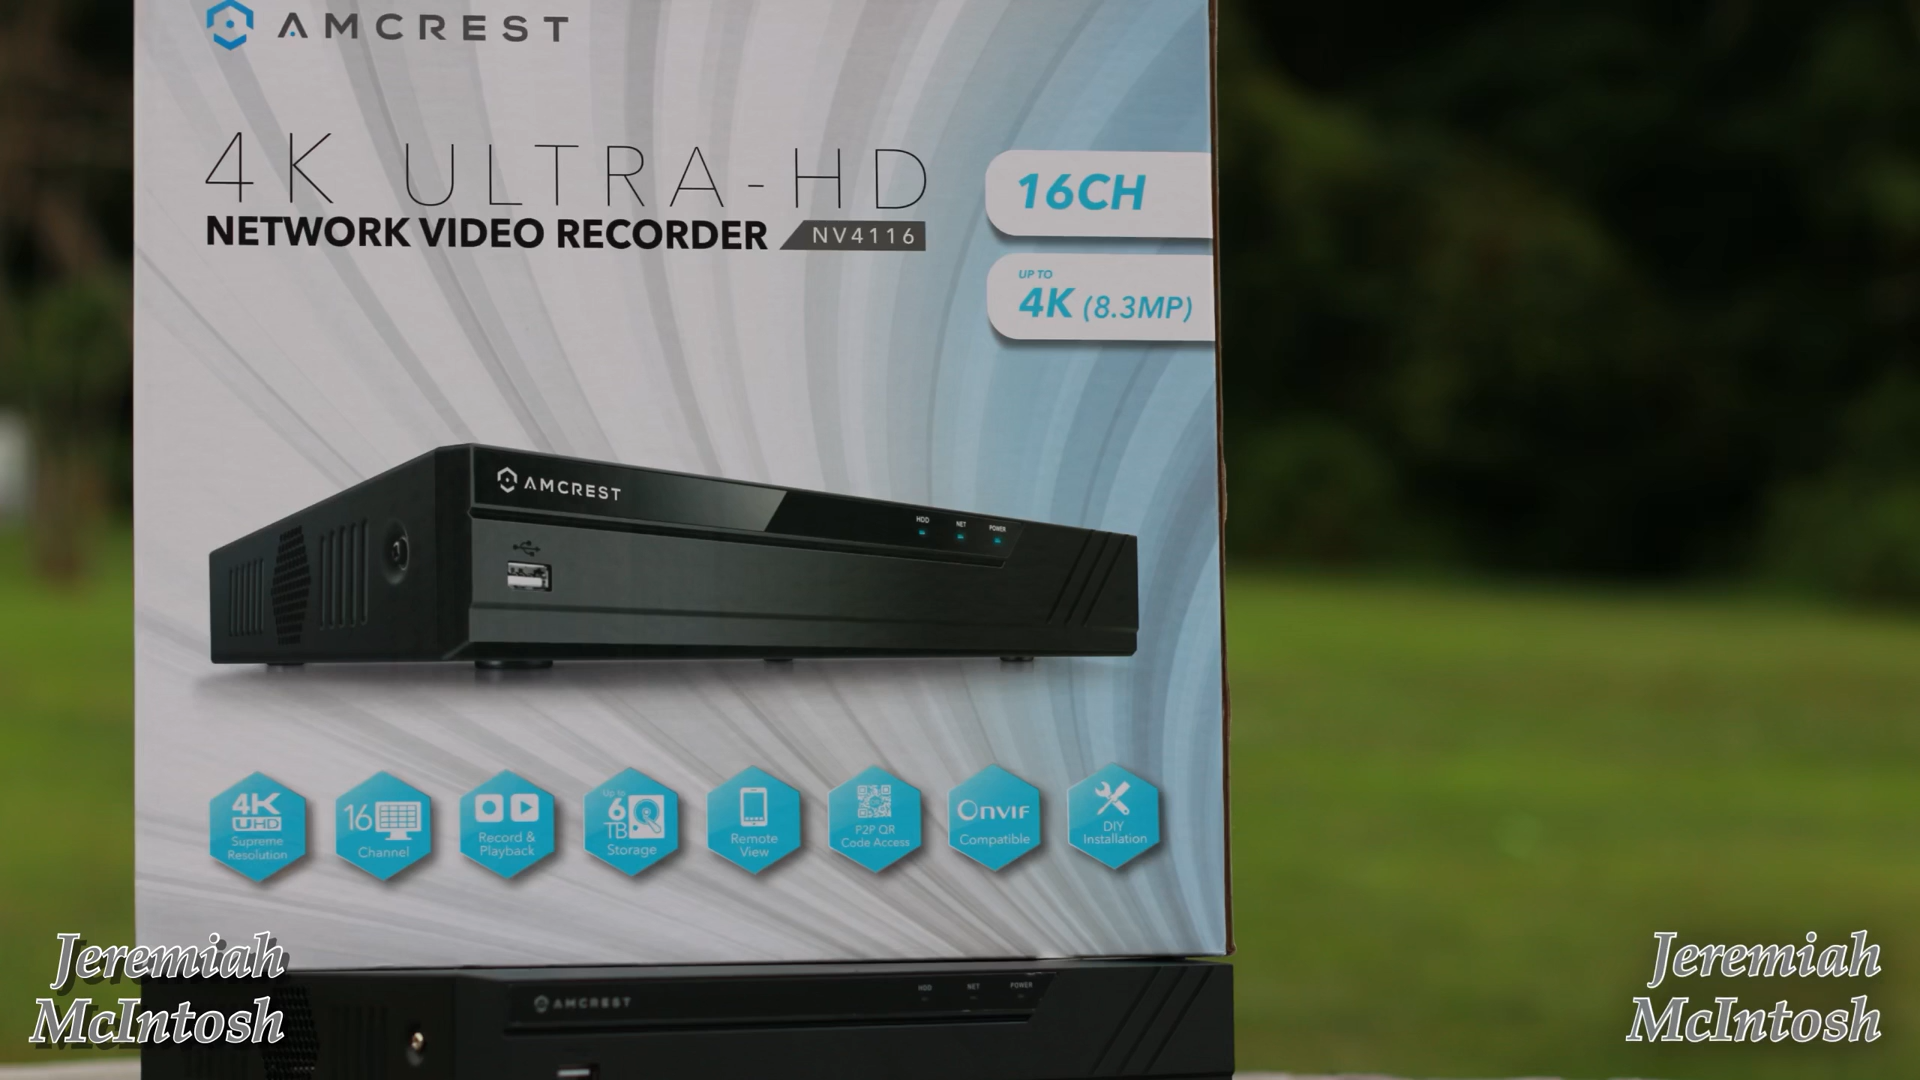 AMCREST
4K ULTRA-HD
NETWORK VIDEO RECORDER NV4116
16CH
UP TO
4K (8.3MP)
AMCREST
HDD NET POWER
4K
UHD
Supreme
Resolution
16
Channel
Record &
Playback
Up to
6
TB
Storage
Remote
View
P2P QR
Code Access
ONVIF
Compatible
DIY
Installation
AMCREST
HDD NET POWER
Jeremiah
McIntosh
Jeremiah
McIntosh